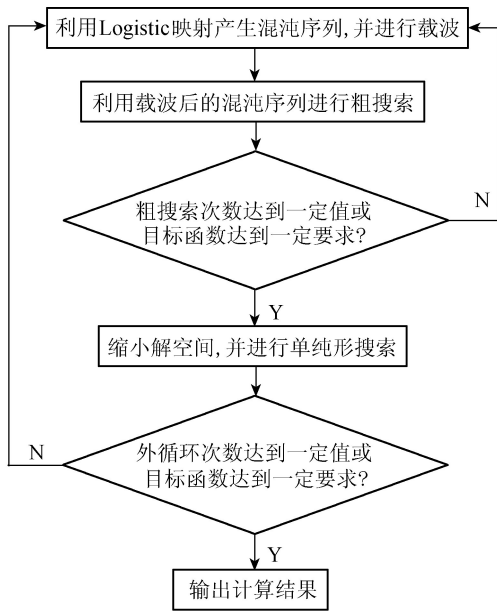 利用Logistic映射产生混沌序列,并进行载波
利用载波后的混沌序列进行粗搜索
粗搜索次数达到一定值或
目标函数达到一定要求?
N
Y
缩小解空间,并进行单纯形搜索
外循环次数达到一定值或
目标函数达到一定要求?
N
Y
输出计算结果